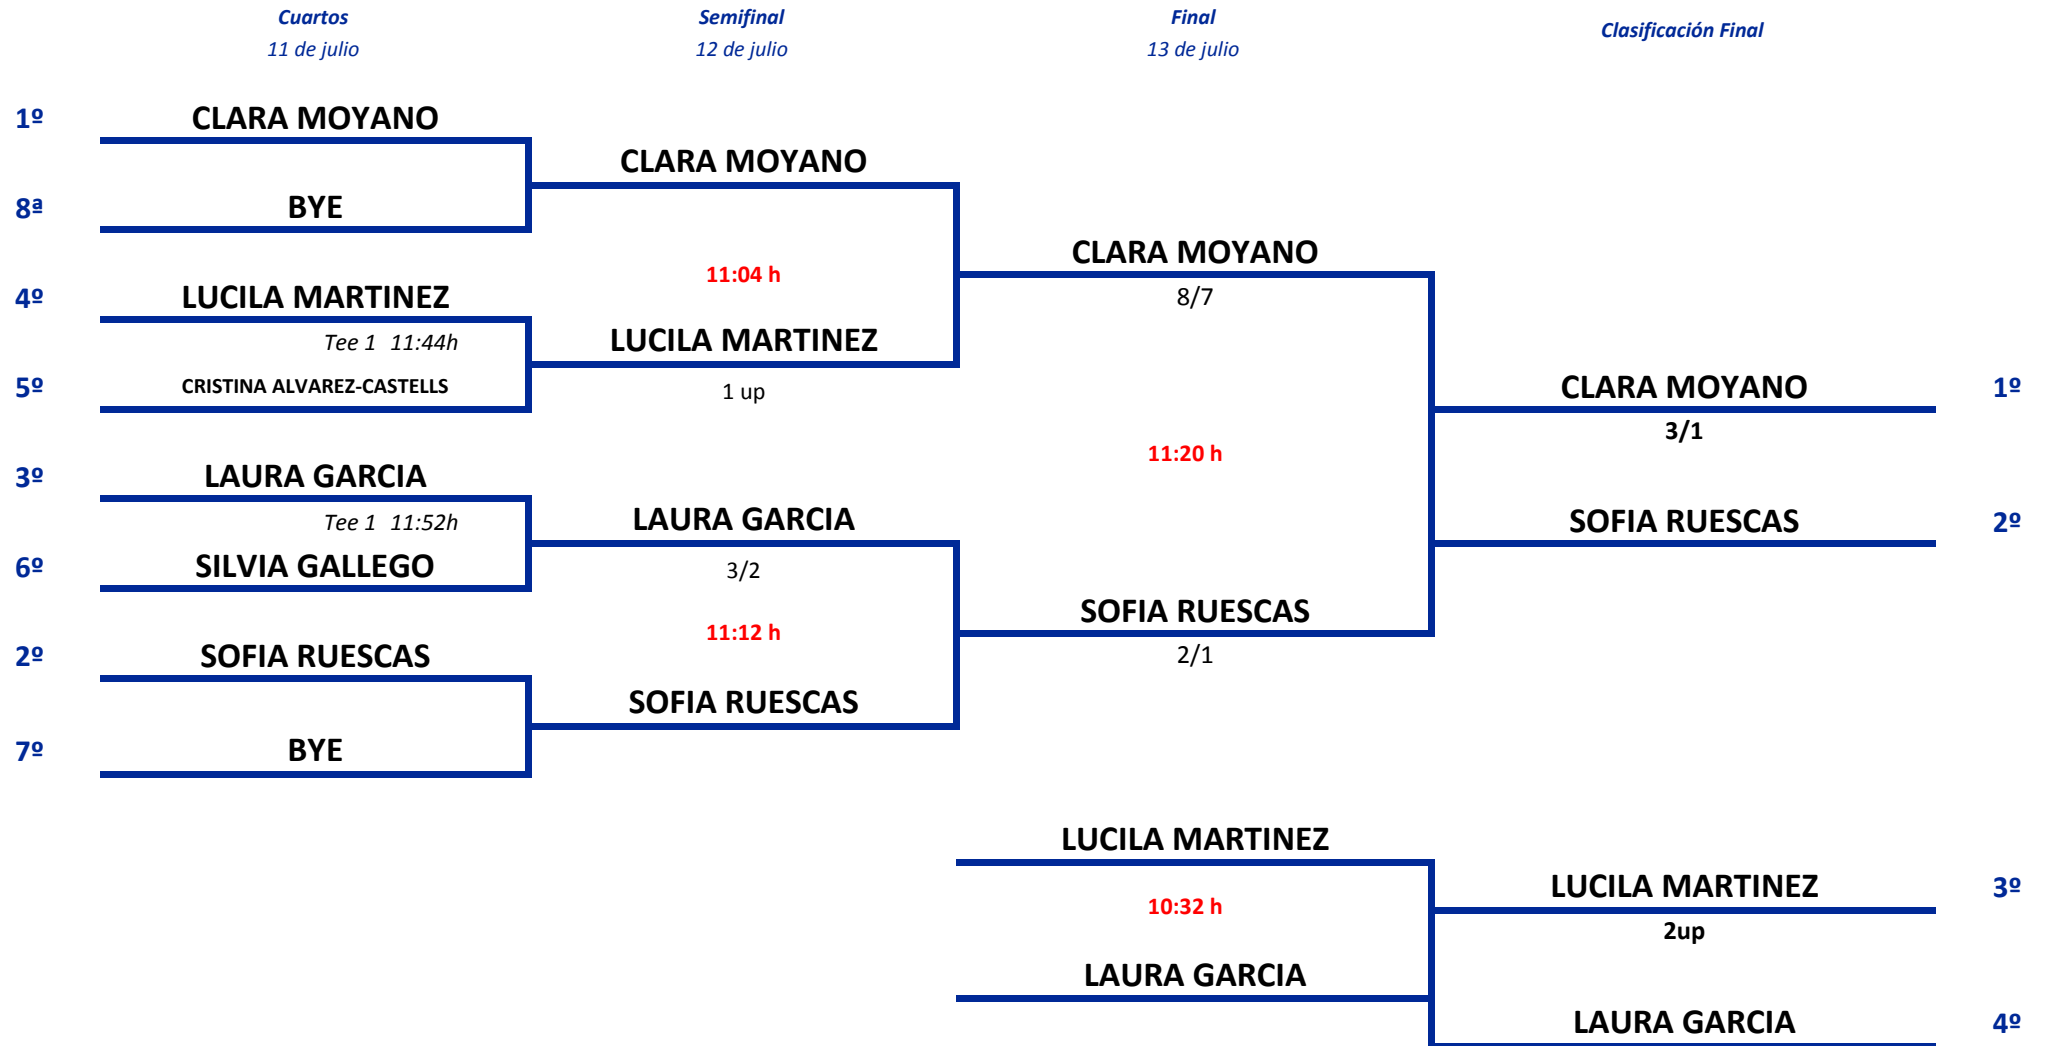 Cuartos Semifinal Final Clasificación Final
11 de julio 12 de julio 13 de julio
1º CLARA MOYANO
CLARA MOYANO
8ª BYE
CLARA MOYANO
11:04 h
4º LUCILA MARTINEZ 8/7
Tee 1 11:44h LUCILA MARTINEZ
5º CRISTINA ALVAREZ-CASTELLS 1 up CLARA MOYANO 1º
3/1
11:20 h
3º LAURA GARCIA
Tee 1 11:52h LAURA GARCIA SOFIA RUESCAS 2º
6º SILVIA GALLEGO 3/2
SOFIA RUESCAS
11:12 h
2º SOFIA RUESCAS 2/1
SOFIA RUESCAS
7º BYE
LUCILA MARTINEZ
LUCILA MARTINEZ 3º
10:32 h
2up
LAURA GARCIA
LAURA GARCIA 4º